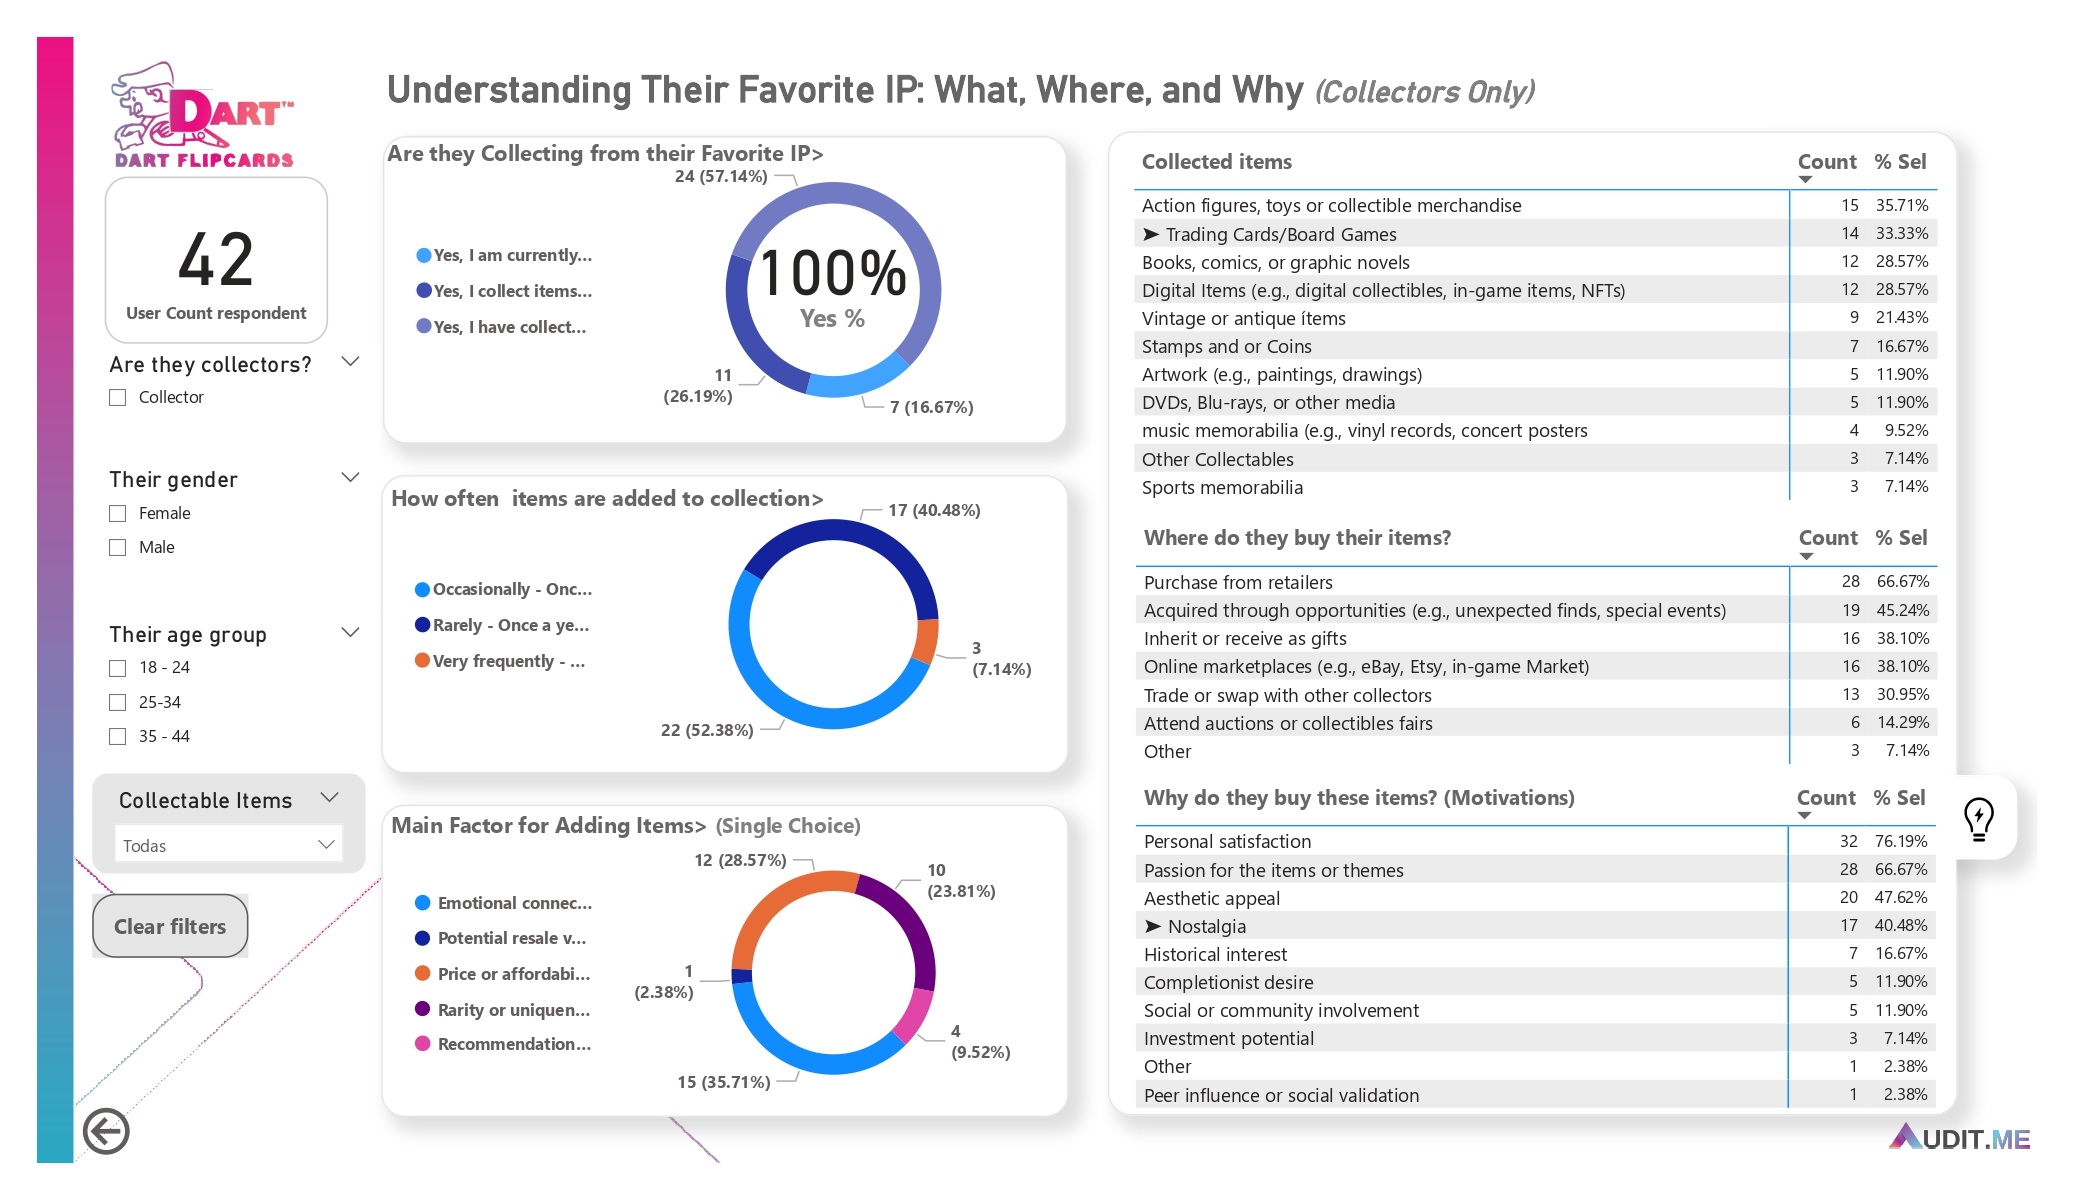 DART™
DART FLIPCARDS
Understanding Their Favorite IP: What, Where, and Why (Collectors Only)
42
User Count respondent
Are they collectors?
Collector
Their gender
Female
Male
Their age group
18 - 24
25-34
35 - 44
Collectable Items
Todas
Clear filters
Are they Collecting from their Favorite IP>
24 (57.14%)
Yes, I am currently...
Yes, I collect items...
Yes, I have collect...
100%
Yes %
11
(26.19%)
7 (16.67%)
How often  items are added to collection>
17 (40.48%)
Occasionally - Onc...
Rarely - Once a ye...
Very frequently - ...
3
(7.14%)
22 (52.38%)
Main Factor for Adding Items> (Single Choice)
12 (28.57%)
10
(23.81%)
Emotional connec...
Potential resale v...
Price or affordabi...
Rarity or uniquen...
Recommendation...
1
(2.38%)
4
(9.52%)
15 (35.71%)
Collected items Count % Sel
Action figures, toys or collectible merchandise 15 35.71%
➤ Trading Cards/Board Games 14 33.33%
Books, comics, or graphic novels 12 28.57%
Digital Items (e.g., digital collectibles, in-game items, NFTs) 12 28.57%
Vintage or antique ítems 9 21.43%
Stamps and or Coins 7 16.67%
Artwork (e.g., paintings, drawings) 5 11.90%
DVDs, Blu-rays, or other media 5 11.90%
music memorabilia (e.g., vinyl records, concert posters 4 9.52%
Other Collectables 3 7.14%
Sports memorabilia 3 7.14%
Where do they buy their items? Count % Sel
Purchase from retailers 28 66.67%
Acquired through opportunities (e.g., unexpected finds, special events) 19 45.24%
Inherit or receive as gifts 16 38.10%
Online marketplaces (e.g., eBay, Etsy, in-game Market) 16 38.10%
Trade or swap with other collectors 13 30.95%
Attend auctions or collectibles fairs 6 14.29%
Other 3 7.14%
Why do they buy these items? (Motivations) Count % Sel
Personal satisfaction 32 76.19%
Passion for the items or themes 28 66.67%
Aesthetic appeal 20 47.62%
➤ Nostalgia 17 40.48%
Historical interest 7 16.67%
Completionist desire 5 11.90%
Social or community involvement 5 11.90%
Investment potential 3 7.14%
Other 1 2.38%
Peer influence or social validation 1 2.38%
AUDIT.ME